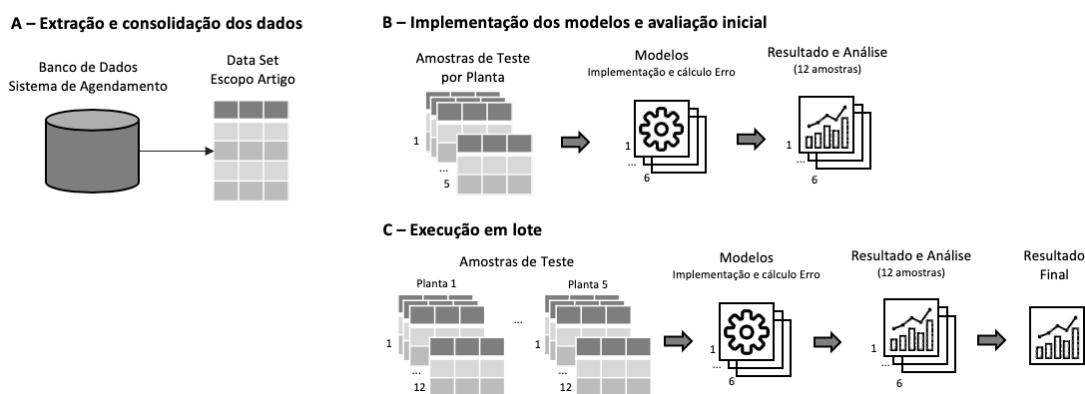 A – Extração e consolidação dos dados
Banco de Dados
Sistema de Agendamento
Data Set
Escopo Artigo
B – Implementação dos modelos e avaliação inicial
Amostras de Teste
por Planta
1
...
5
Modelos
Implementação e cálculo Erro
1
...
6
Resultado e Análise
(12 amostras)
1
...
6
C – Execução em lote
Amostras de Teste
Planta 1
1
...
12
...
Planta 5
1
...
12
Modelos
Implementação e cálculo Erro
1
...
6
Resultado e Análise
(12 amostras)
1
...
6
Resultado
Final